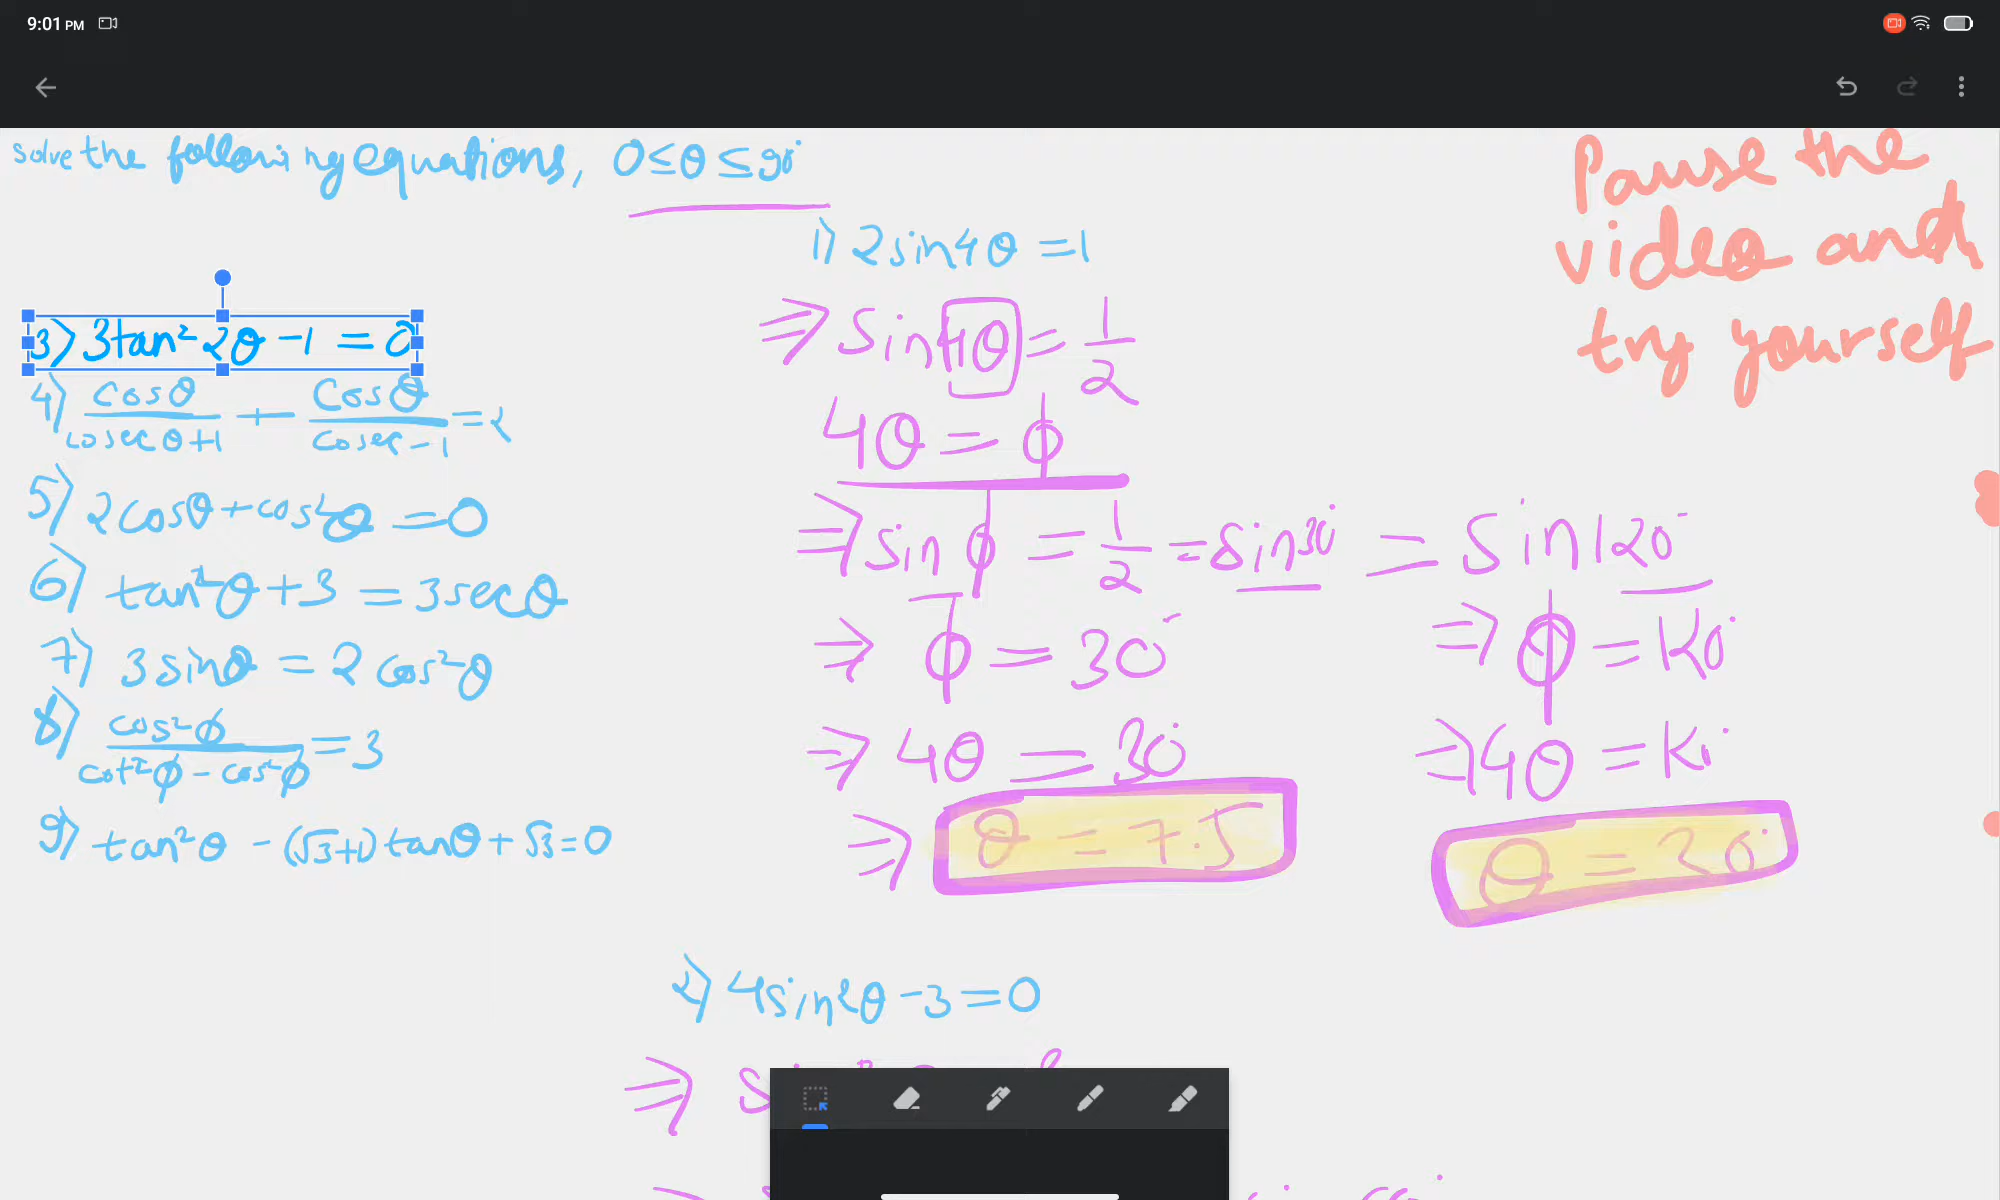 9:01 PM
solve the following equations, 0≤θ≤90°
Pause the
video and
try yourself
3) 3tan² 2θ - 1 = 0
4) cosθ/cosecθ+1 + cosθ/cosec-1 = 2
5) 2cosθ + cos²θ = 0
6) tan²θ + 3 = 3secθ
7) 3sinθ = 2cos²θ
8) cos²φ/cot²φ - cos²φ = 3
9) tan²θ - (√3+1)tanθ + √3 = 0
1) 2sin4θ = 1
⇒ sin4θ = 1/2
4θ = φ
⇒ sin φ = 1/2 = sin30° = sin120°
⇒ φ = 30°
⇒ 4θ = 30°
⇒ θ = 7.5
⇒ φ = 120°
⇒ 4θ = 120°
θ = 30°
2) 4sin²θ - 3 = 0
⇒